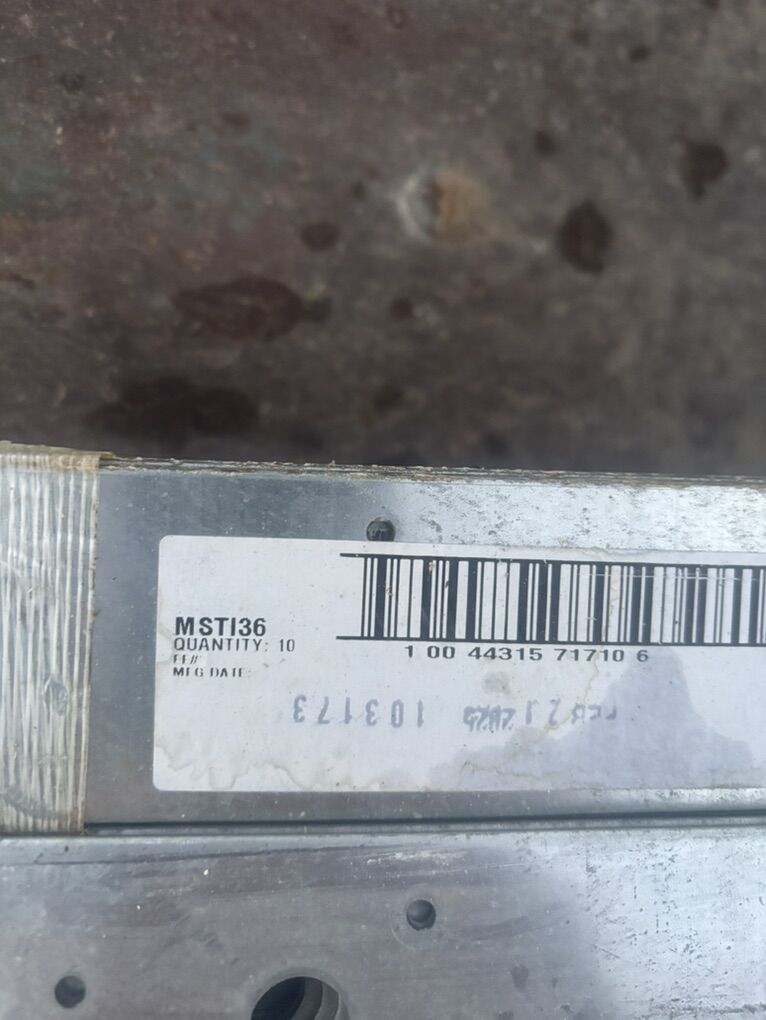 MSTI36
QUANTITY: 10
1 00 44315 71710 6
MFG DATE:
103173